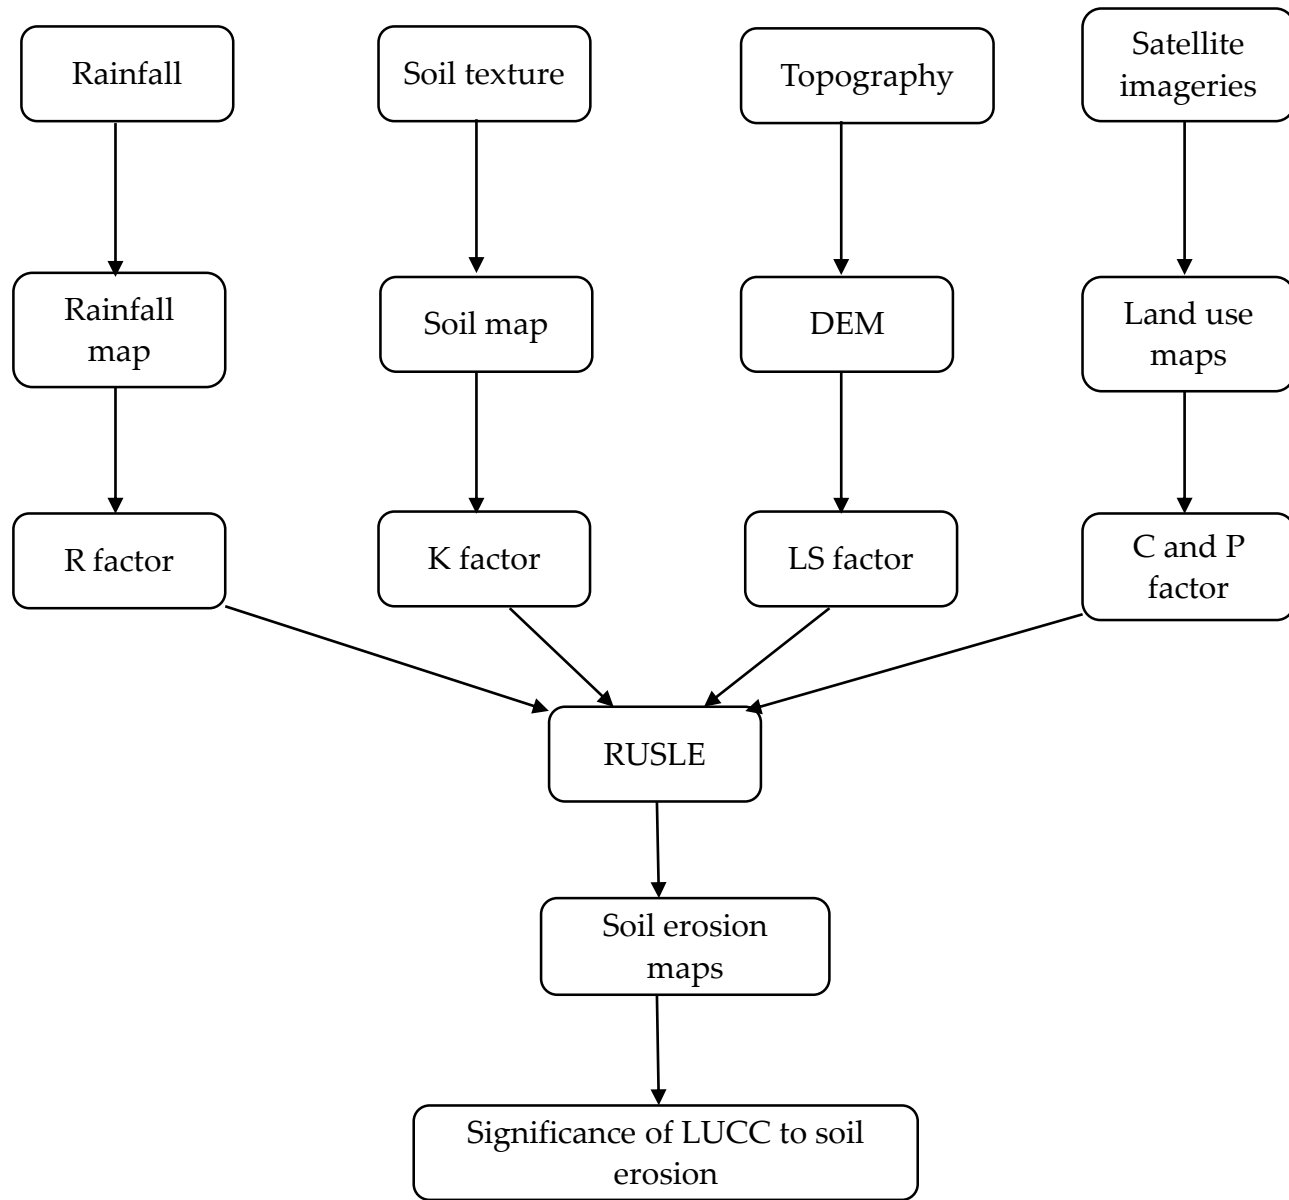 Rainfall
Soil texture
Topography
Satellite
imageries
Rainfall
map
Soil map
DEM
Land use
maps
R factor
K factor
LS factor
C and P
factor
RUSLE
Soil erosion
maps
Significance of LUCC to soil
erosion